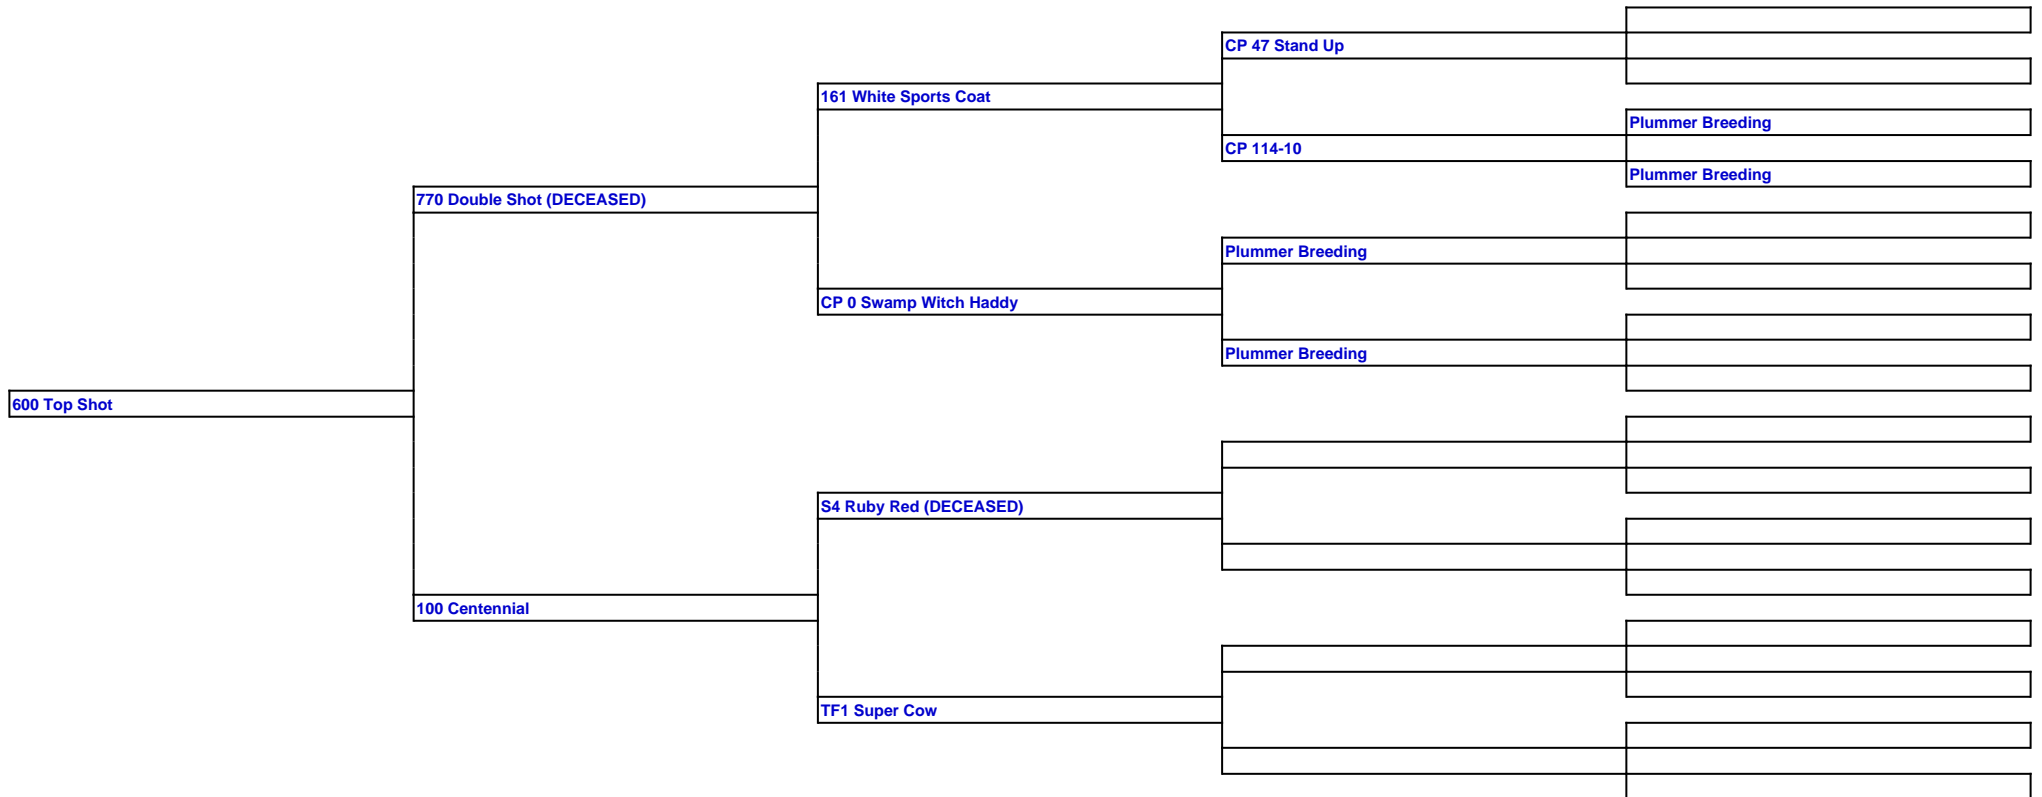 CP 47 Stand Up
161 White Sports Coat
Plummer Breeding
CP 114-10
Plummer Breeding
770 Double Shot (DECEASED)
Plummer Breeding
CP 0 Swamp Witch Haddy
Plummer Breeding
600 Top Shot
S4 Ruby Red (DECEASED)
100 Centennial
TF1 Super Cow